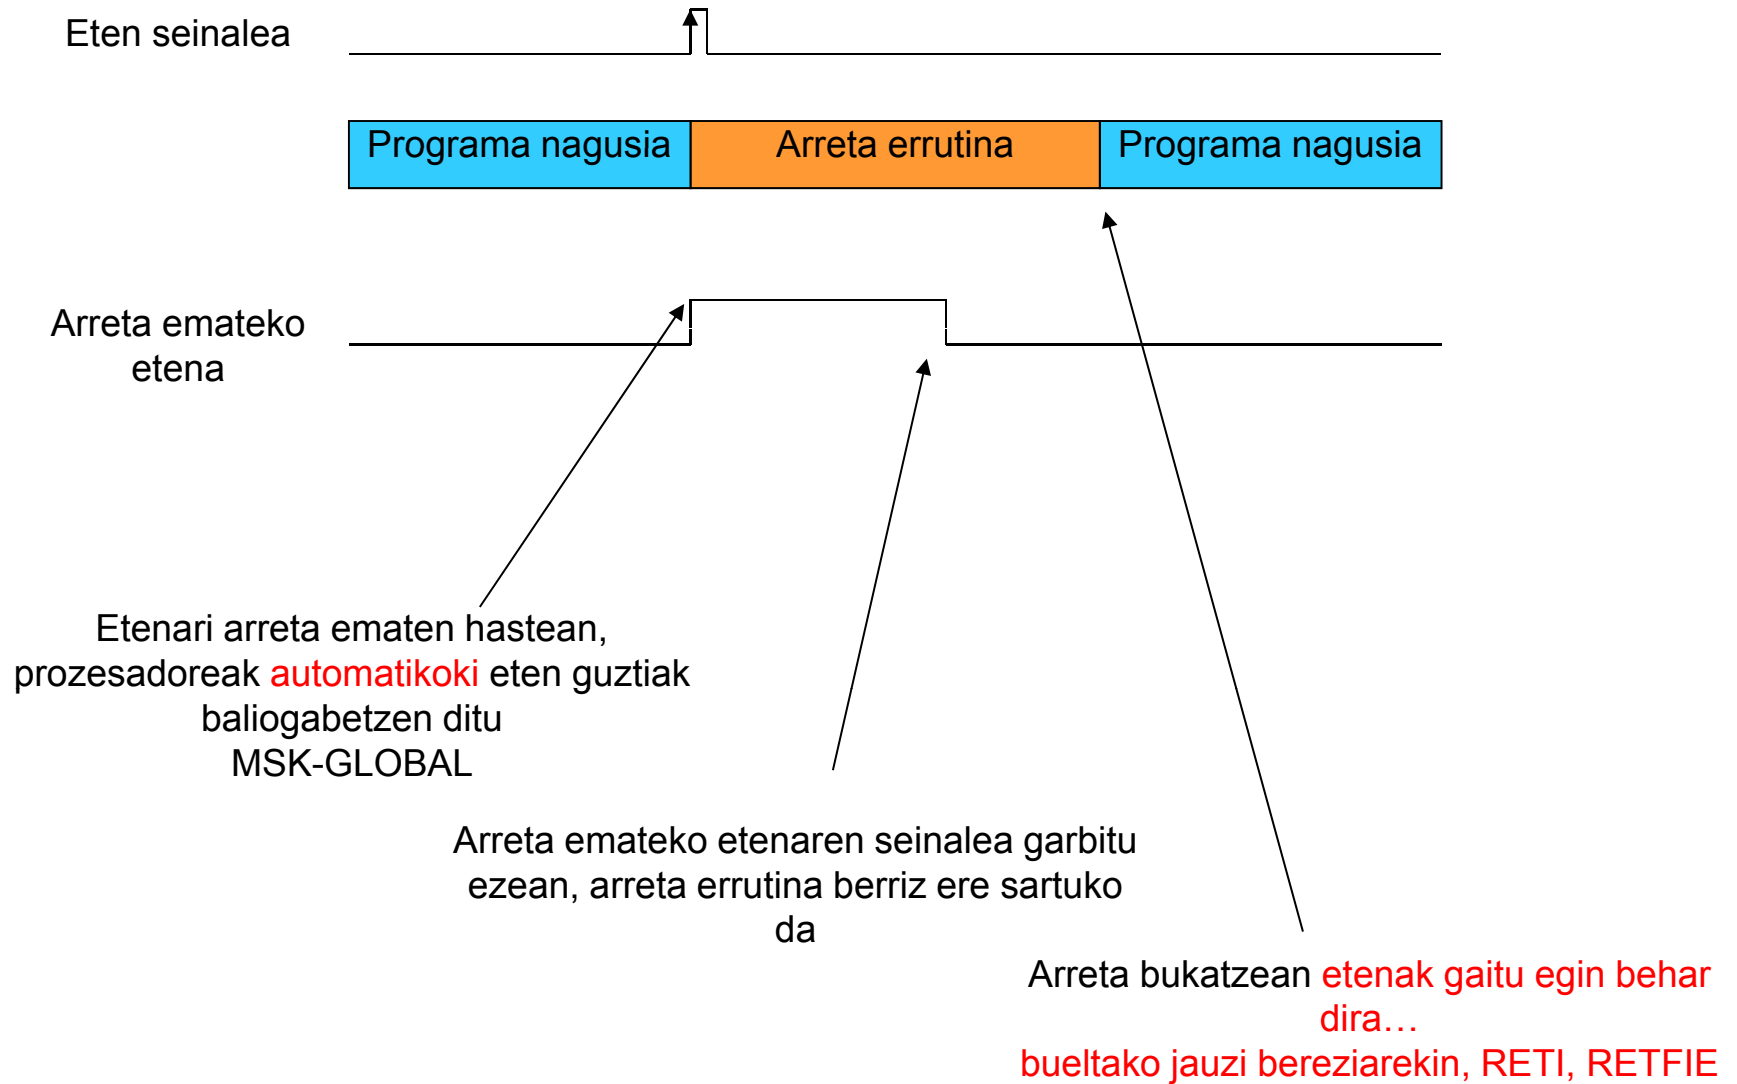 Eten seinalea
Programa nagusia
Arreta errutina
Programa nagusia
Arreta emateko
etena
Etenari arreta ematen hastean,
prozesadoreak automatikoki eten guztiak
baliogabetzen ditu
MSK-GLOBAL
Arreta emateko etenaren seinalea garbitu
ezean, arreta errutina berriz ere sartuko
da
Arreta bukatzean etenak gaitu egin behar
dira…
bueltako jauzi bereziarekin, RETI, RETFIE